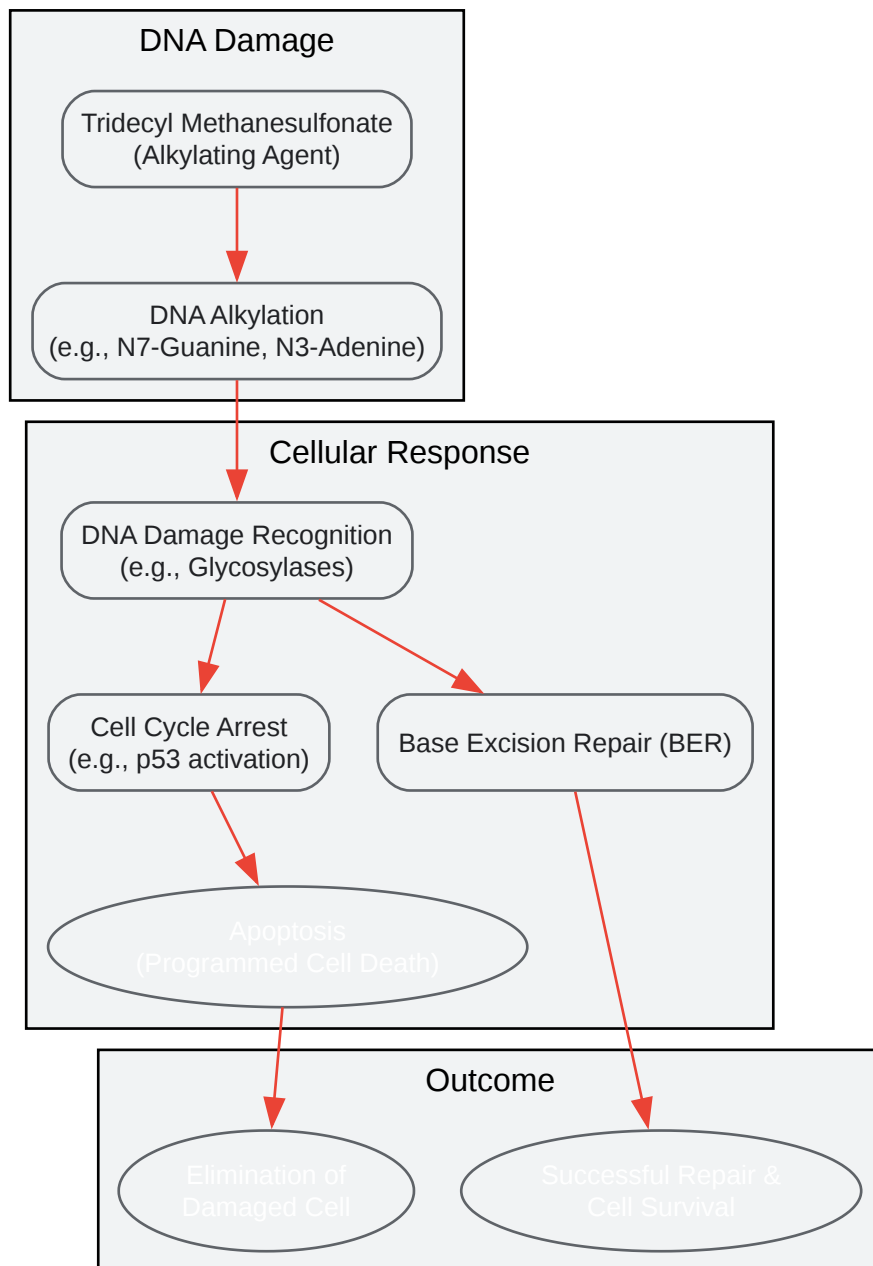 DNA Damage
Tridecyl Methanesulfonate
(Alkylating Agent)
DNA Alkylation
(e.g., N7-Guanine, N3-Adenine)
Cellular Response
DNA Damage Recognition
(e.g., Glycosylases)
Cell Cycle Arrest
(e.g., p53 activation)
Base Excision Repair (BER)
Apoptosis
(Programmed Cell Death)
Outcome
Elimination of
Damaged Cell
Successful Repair &
Cell Survival